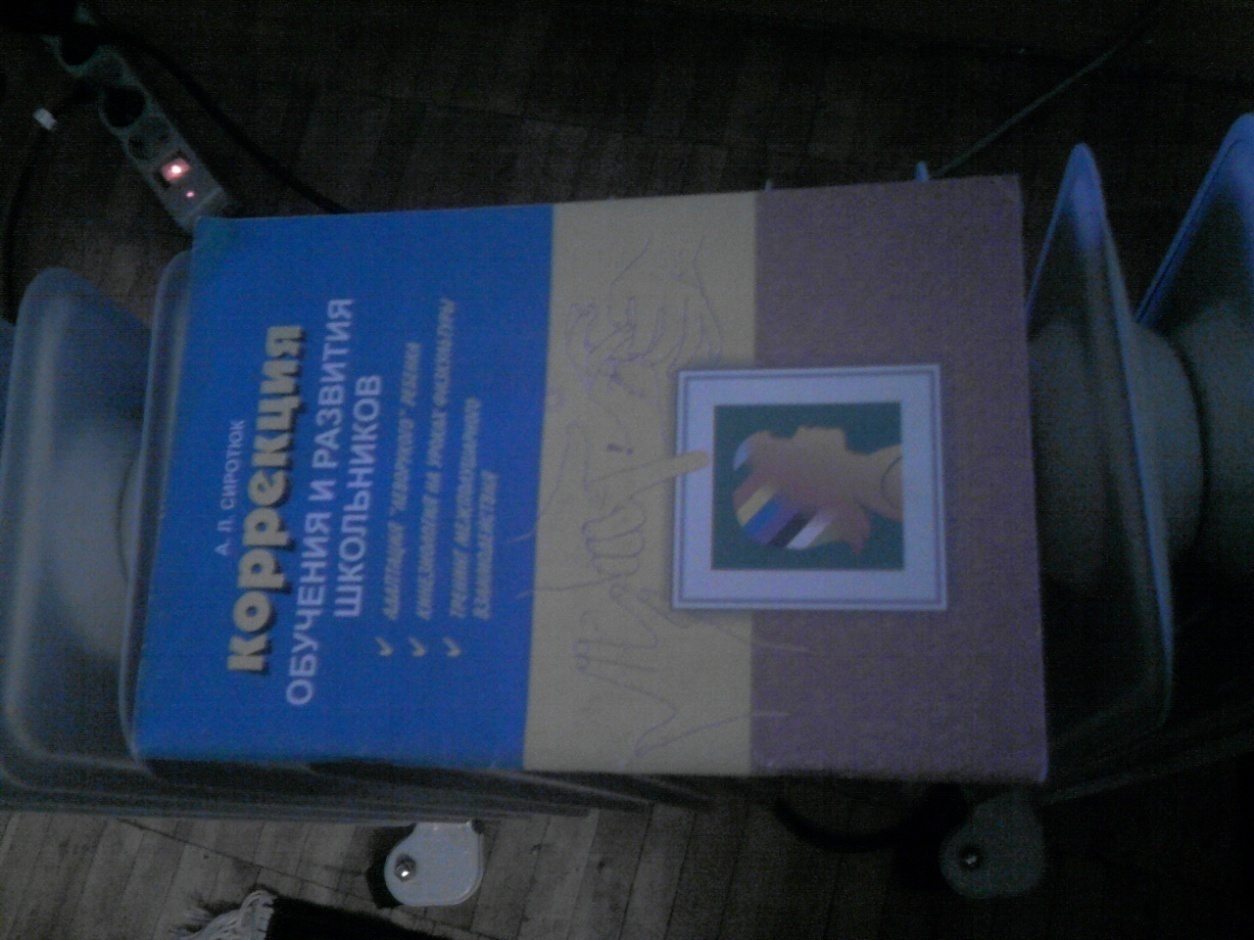 А. Л. СИРОТЮК
коррекция
ОБУЧЕНИЯ И РАЗВИТИЯ
ШКОЛЬНИКОВ
АДАПТАЦИЯ "ЛЕВОРУКОГО" РЕБЕНКА
КИНЕЗИОЛОГИЯ НА УРОКАХ ФИЗКУЛЬТУРЫ
ТРЕНИНГ МЕЖПОЛУШАРНОГО
ВЗАИМОДЕЙСТВИЯ